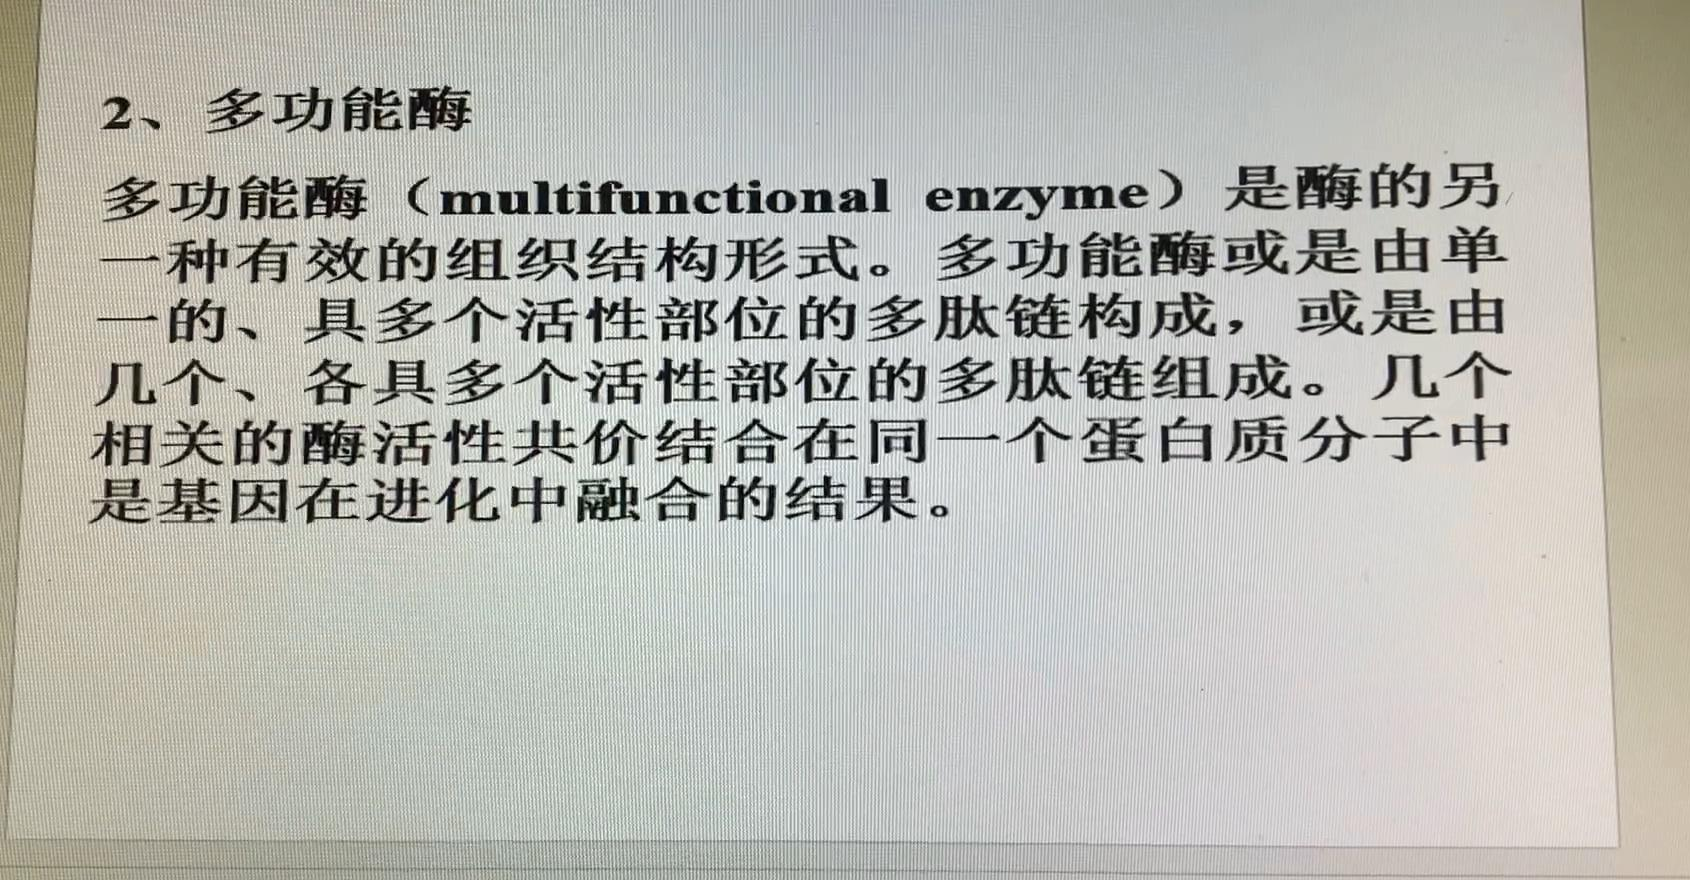 2、多功能酶
多功能酶（multifunctional enzyme）是酶的另
一种有效的组织结构形式。多功能酶或是由单
一的、具多个活性部位的多肽链构成，或是由
几个、各具多个活性部位的多肽链组成。几个
相关的酶活性共价结合在同一个蛋白质分子中
是基因在进化中融合的结果。